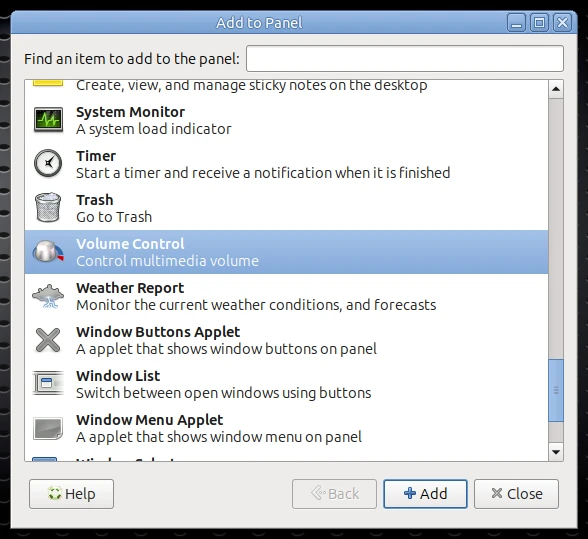 Add to Panel
Find an item to add to the panel:
Create, view, and manage sticky notes on the desktop
System Monitor
A system load indicator
Timer
Start a timer and receive a notification when it is finished
Trash
Go to Trash
Volume Control
Control multimedia volume
Weather Report
Monitor the current weather conditions, and forecasts
Window Buttons Applet
A applet that shows window buttons on panel
Window List
Switch between open windows using buttons
Window Menu Applet
A applet that shows window menu on panel
Help
Back
Add
Close